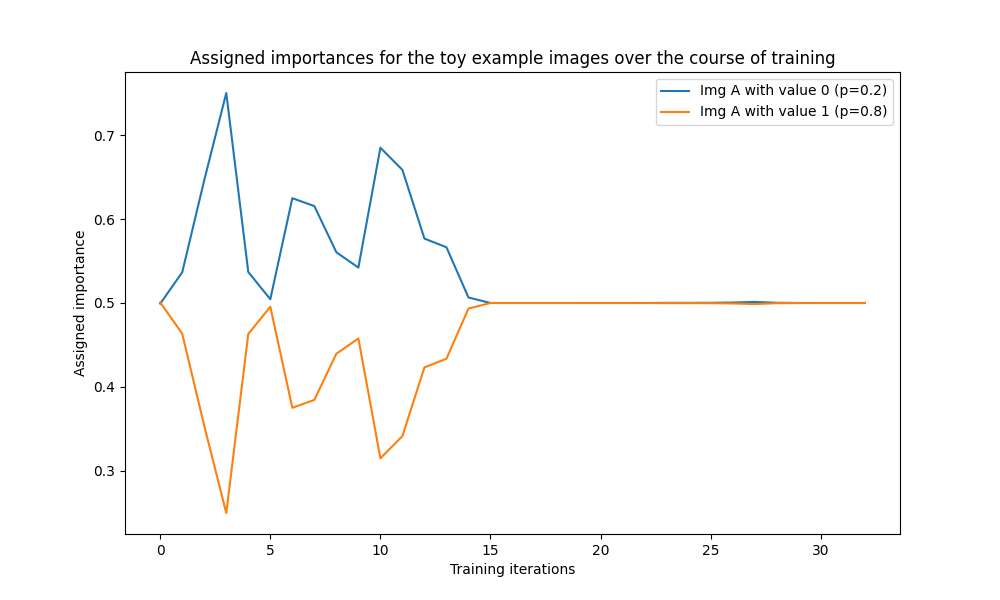 Assigned importances for the toy example images over the course of training
Img A with value 0 (p=0.2)
Img A with value 1 (p=0.8)
Assigned importance
0.7
0.6
0.5
0.4
0.3
0
5
10
15
20
25
30
Training iterations